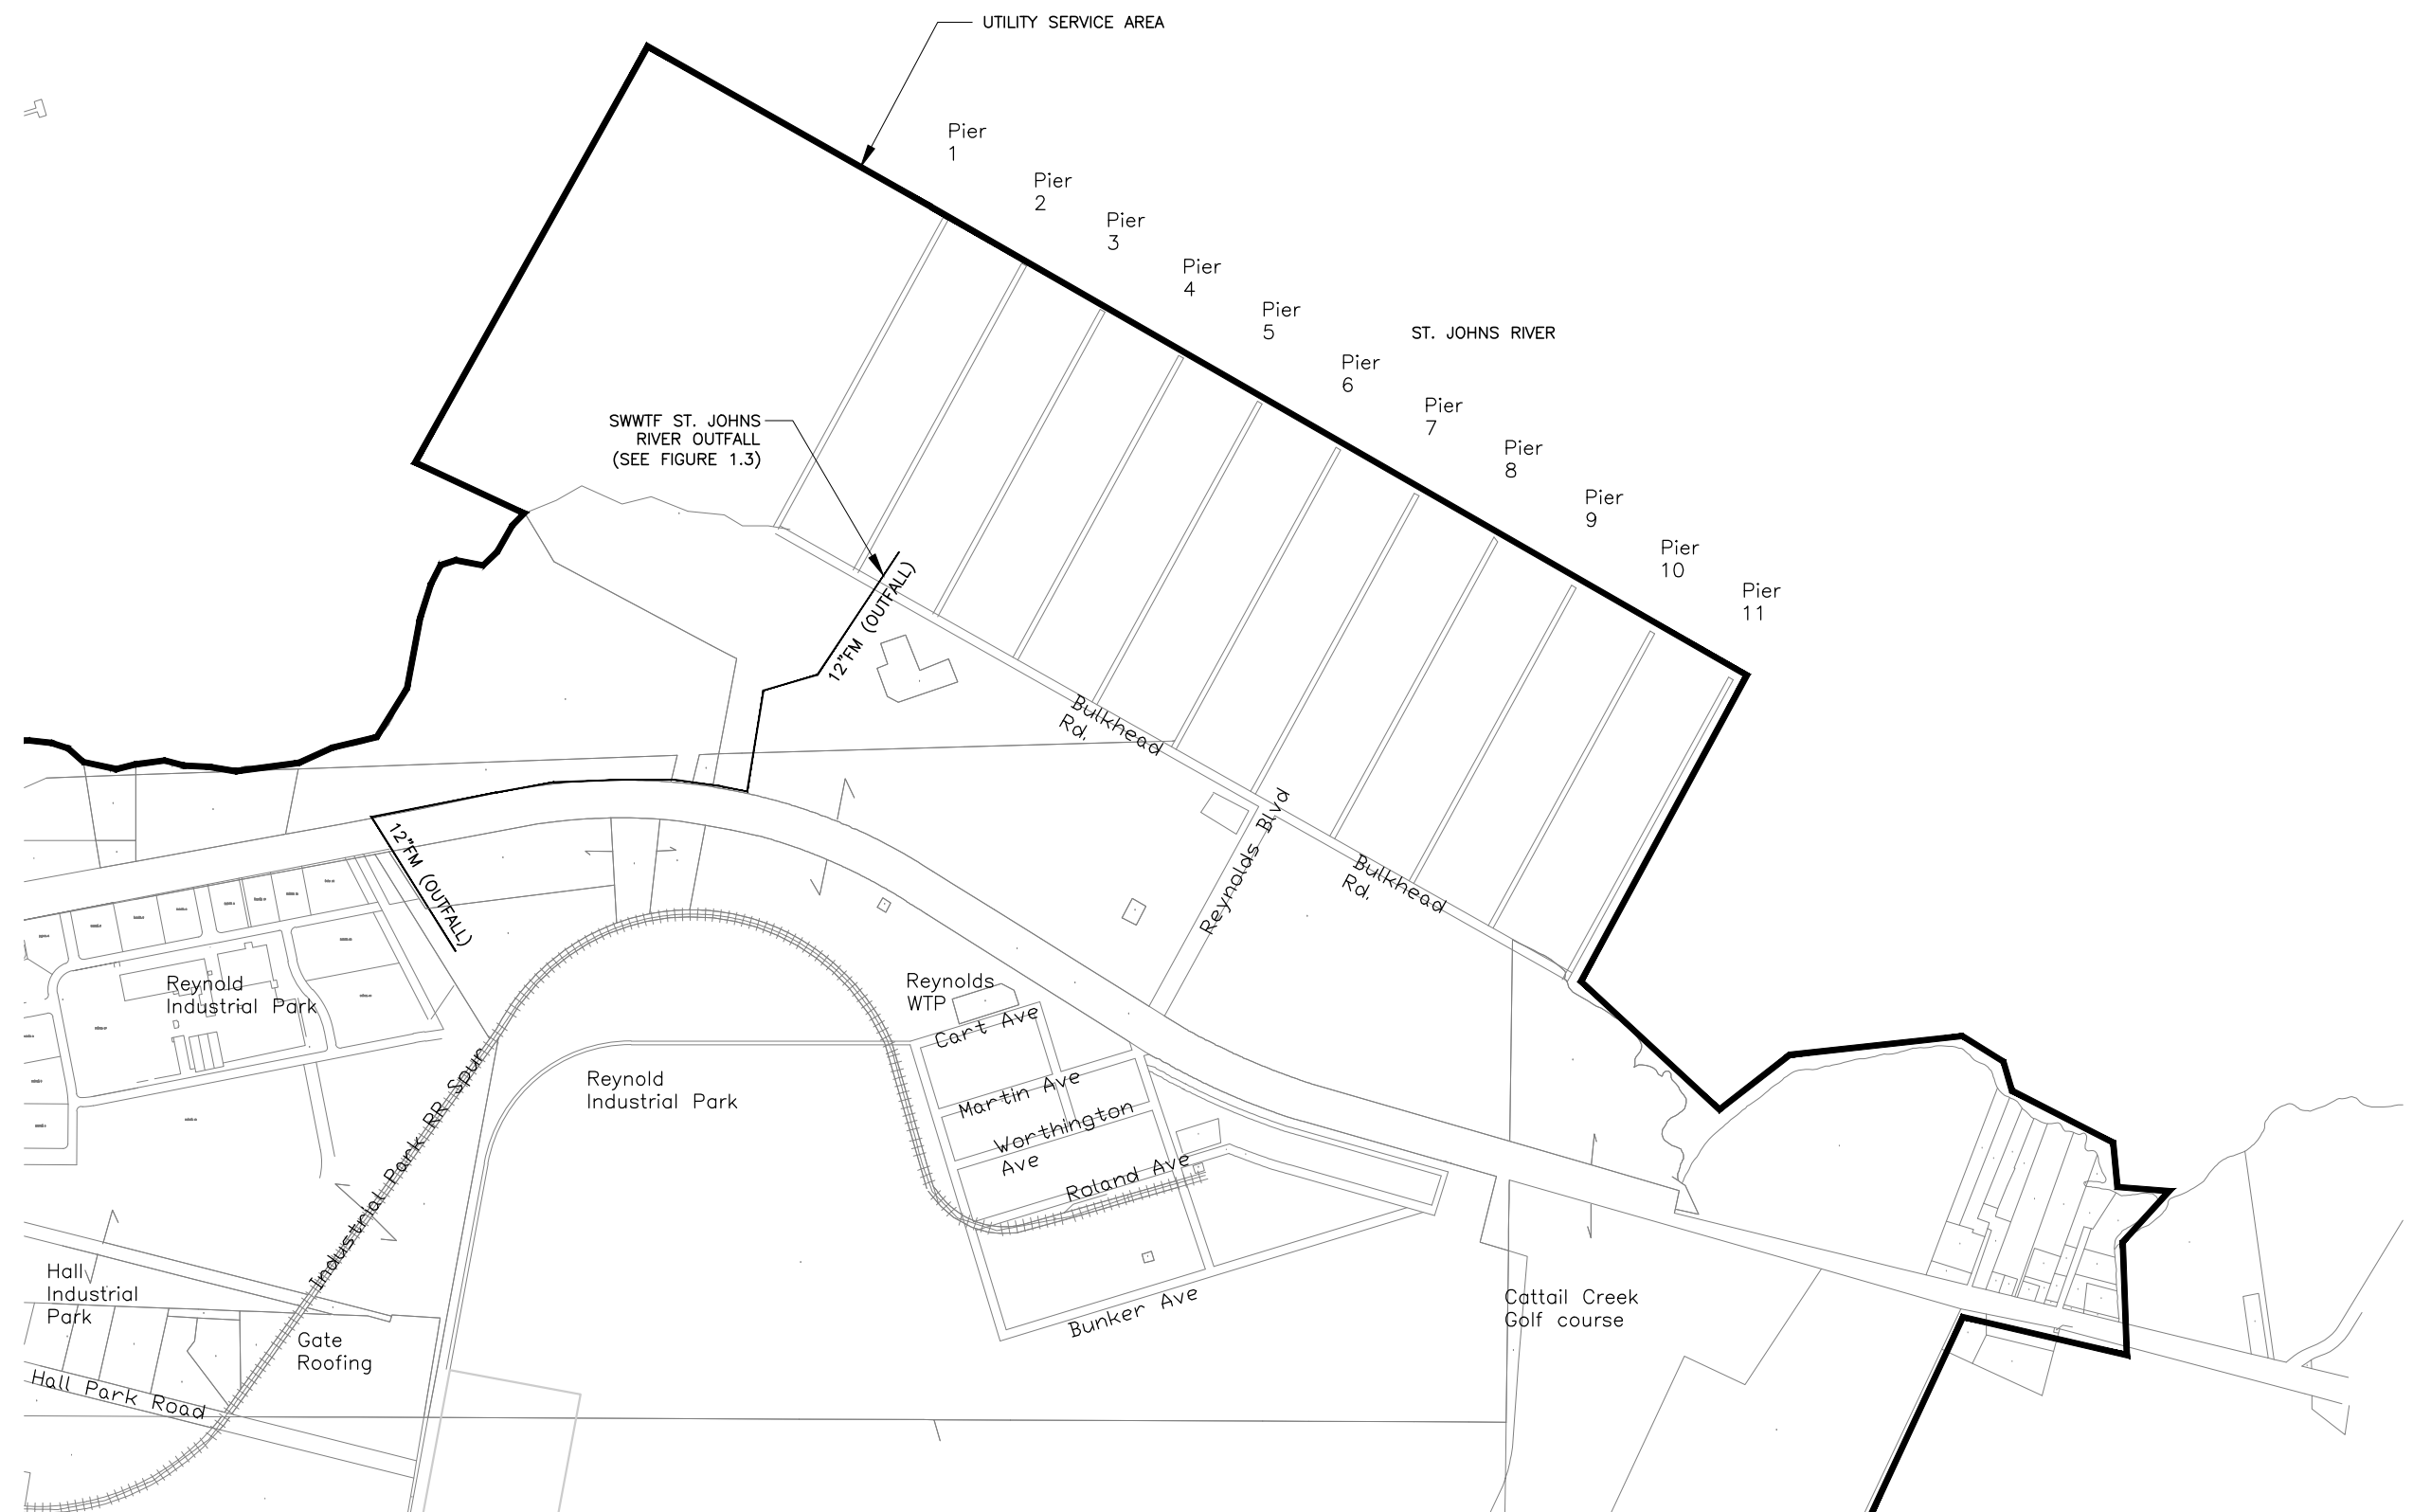 UTILITY SERVICE AREA
Pier
1
Pier
2
Pier
3
Pier
4
Pier
5
ST. JOHNS RIVER
Pier
6
Pier
7
Pier
8
Pier
9
Pier
10
Pier
11
SWWTF ST. JOHNS
RIVER OUTFALL
(SEE FIGURE 1.3)
12"FM (OUTFALL)
Bulkhead
Rd.
Reynolds Blvd
Bulkhead
Rd.
12"FM (OUTFALL)
Reynold
Industrial Park
Reynolds
WTP
Cart Ave
Reynold
Industrial Park
Martin Ave
Worthington
Ave
Roland Ave
Industrial Park RR Spur
Hall
Industrial
Park
Gate
Roofing
Bunker Ave
Cattail Creek
Golf course
Hall Park Road